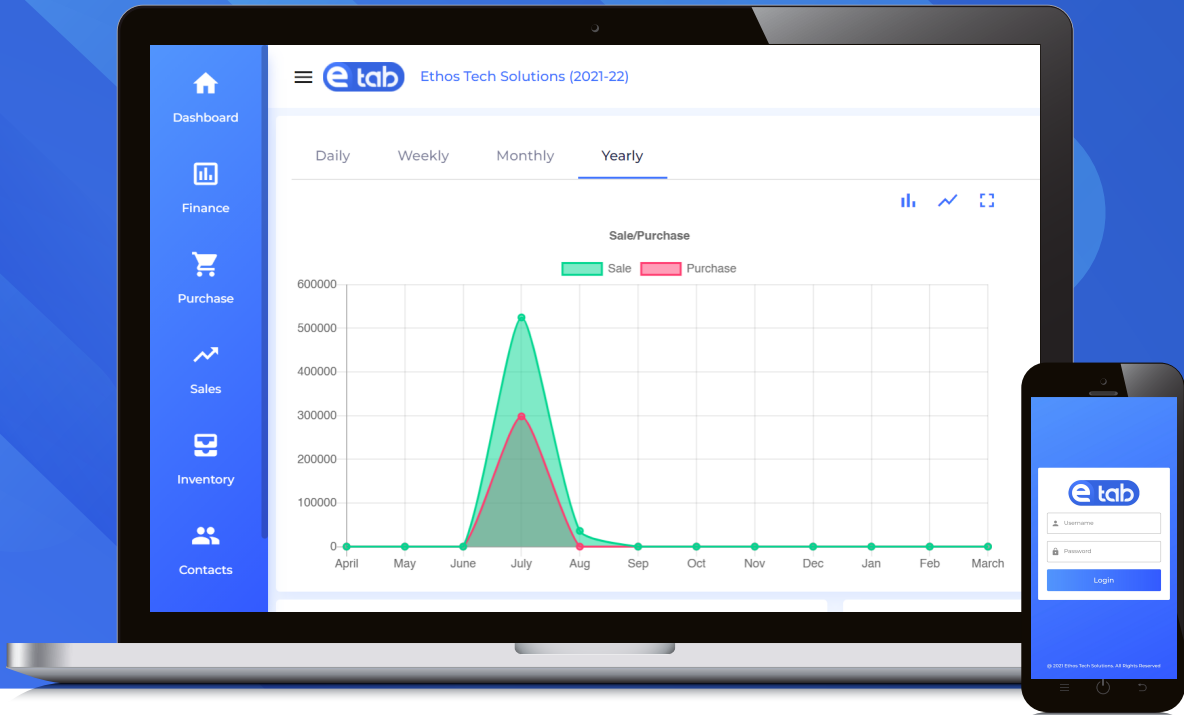 e tab
Ethos Tech Solutions (2021-22)
Dashboard
Finance
Purchase
Sales
Inventory
Contacts
Daily
Weekly
Monthly
Yearly
Sale/Purchase
Sale
Purchase
600000
500000
400000
300000
200000
100000
0
April May June July Aug Sep Oct Nov Dec Jan Feb March
e tab
Username
Password
Login
@ 2021 Ethos Tech Solutions. All Rights Reserved